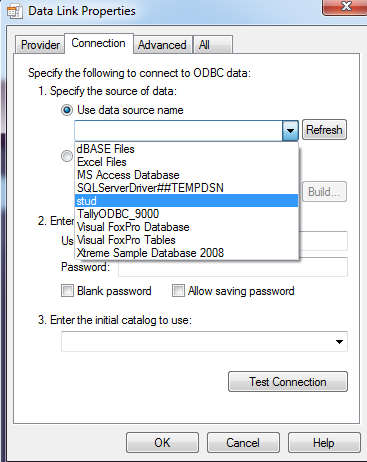 Data Link Properties
Provider Connection Advanced All
Specify the following to connect to ODBC data:
1. Specify the source of data:
Use data source name
Refresh
dBASE Files
Excel Files
MS Access Database
SQLServerDriver##TEMPDSN
stud
TallyODBC_9000
Visual FoxPro Database
Visual FoxPro Tables
Xtreme Sample Database 2008
Build...
2. Enter
Us
Password:
Blank password Allow saving password
3. Enter the initial catalog to use:
Test Connection
OK Cancel Help